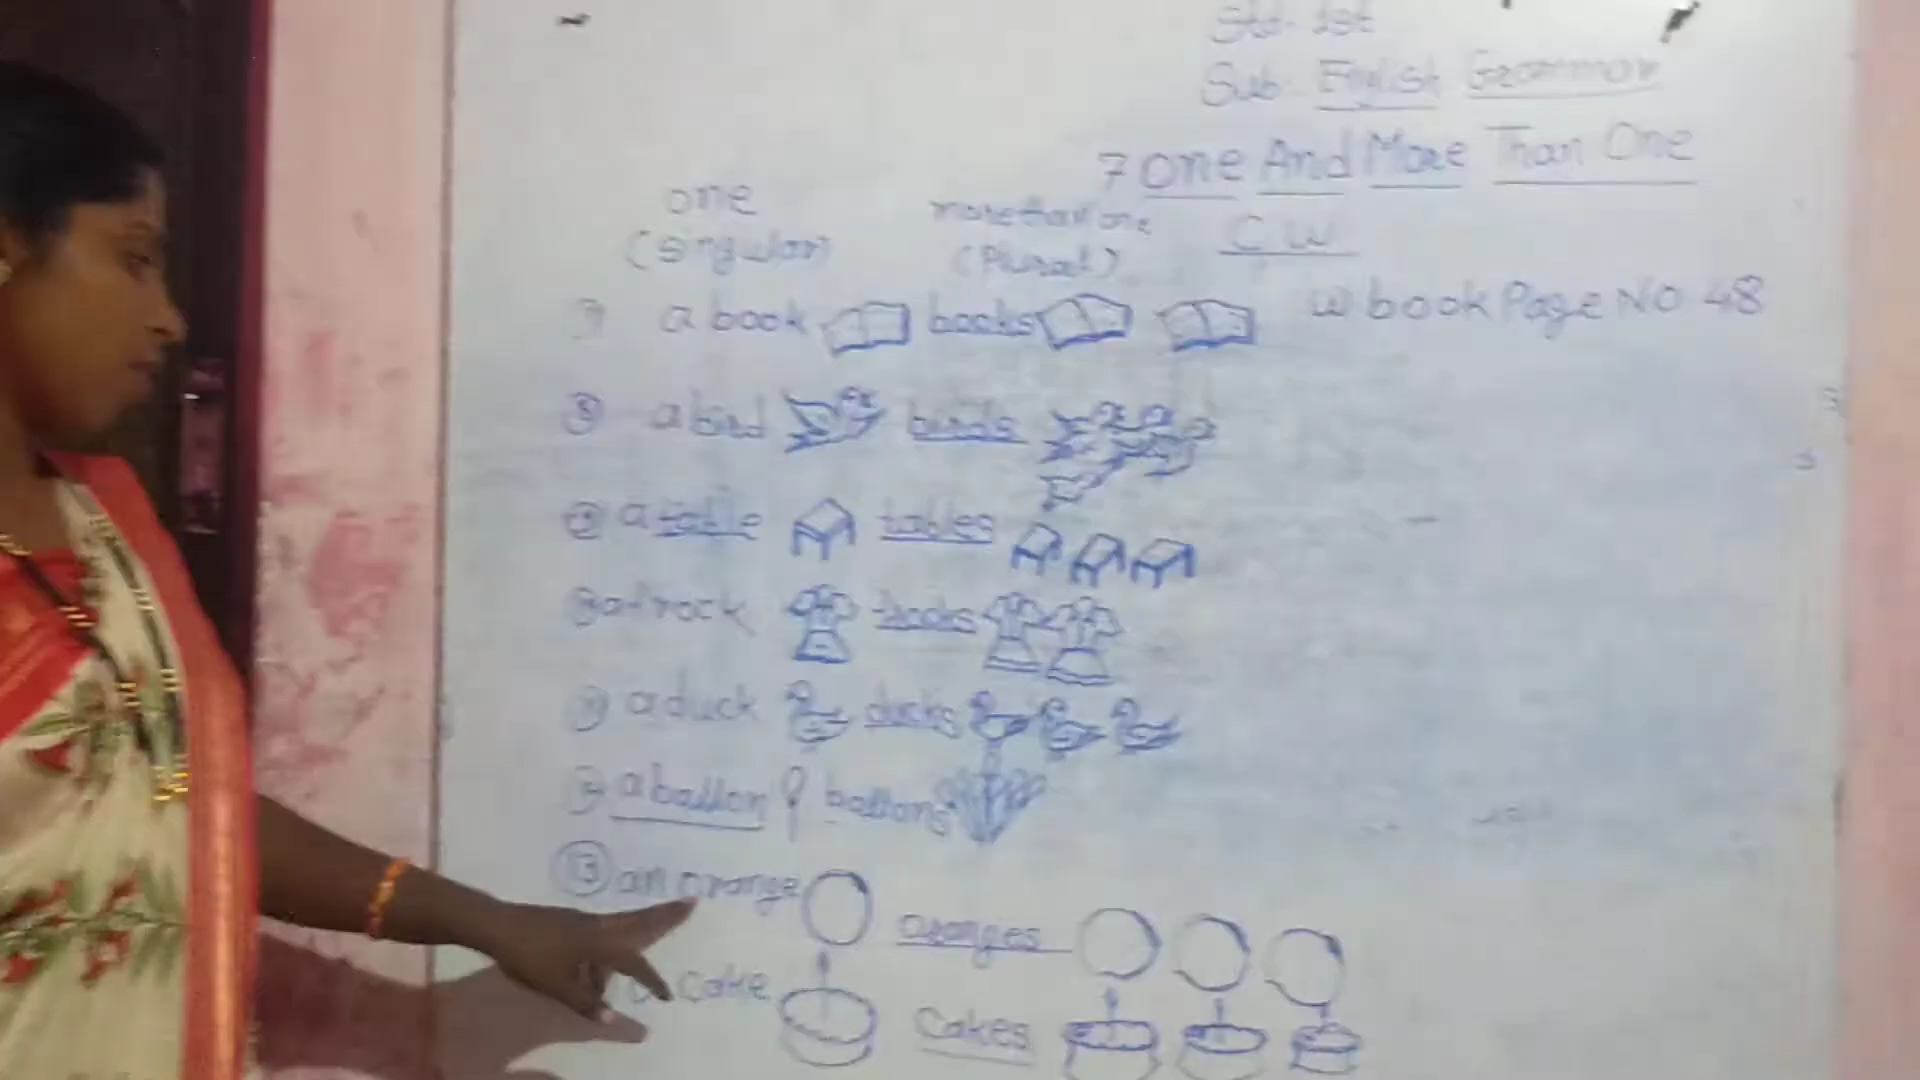 Std- 1st
Sub: English Grammar
7 One And More Than One
one more than one C W
(singular) (Plural)
a book books W book Page No 48
a bird birds
a table tables
a frock frocks
a duck ducks
a ballon ballons
13 an orange oranges
a cake Cakes